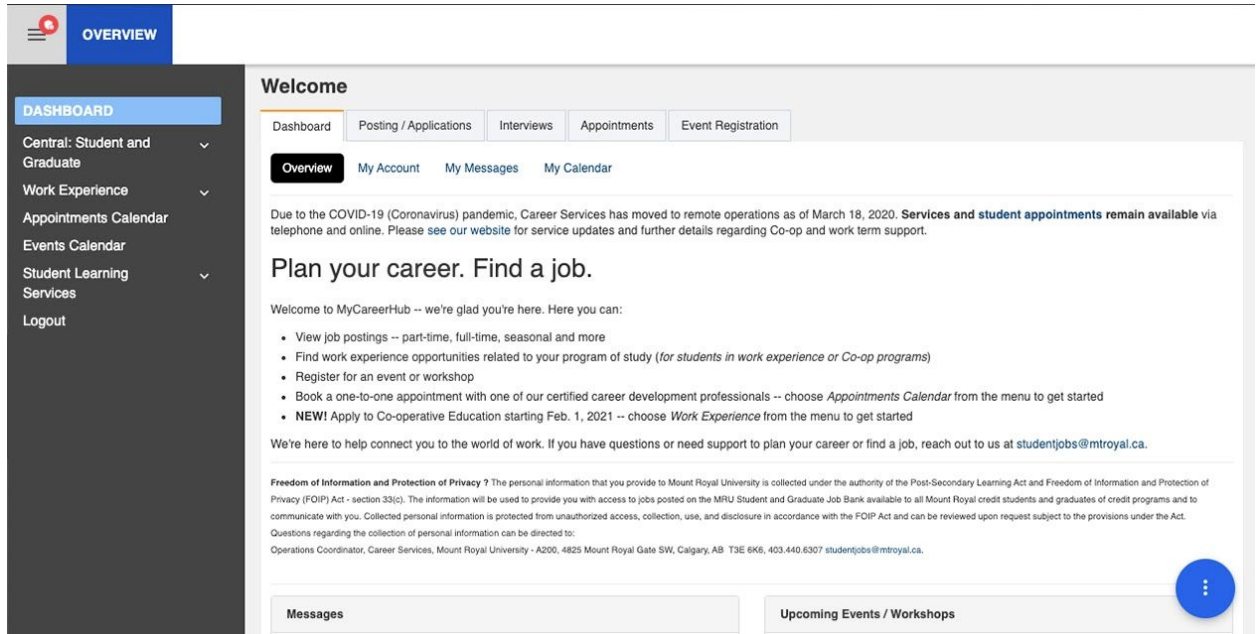 OVERVIEW
DASHBOARD
Central: Student and
Graduate
Work Experience
Appointments Calendar
Events Calendar
Student Learning
Services
Logout
Welcome
Dashboard Posting / Applications Interviews Appointments Event Registration
Overview My Account My Messages My Calendar
Due to the COVID-19 (Coronavirus) pandemic, Career Services has moved to remote operations as of March 18, 2020. Services and student appointments remain available via
telephone and online. Please see our website for service updates and further details regarding Co-op and work term support.
Plan your career. Find a job.
Welcome to MyCareerHub -- we're glad you're here. Here you can:
• View job postings -- part-time, full-time, seasonal and more
• Find work experience opportunities related to your program of study (for students in work experience or Co-op programs)
• Register for an event or workshop
• Book a one-to-one appointment with one of our certified career development professionals -- choose Appointments Calendar from the menu to get started
• NEW! Apply to Co-operative Education starting Feb. 1, 2021 -- choose Work Experience from the menu to get started
We're here to help connect you to the world of work. If you have questions or need support to plan your career or find a job, reach out to us at studentjobs@mtroyal.ca.
Freedom of Information and Protection of Privacy ? The personal information that you provide to Mount Royal University is collected under the authority of the Post-Secondary Learning Act and Freedom of Information and Protection of
Privacy (FOIP) Act - section 33(c). The information will be used to provide you with access to jobs posted on the MRU Student and Graduate Job Bank available to all Mount Royal credit students and graduates of credit programs and to
communicate with you. Collected personal information is protected from unauthorized access, collection, use, and disclosure in accordance with the FOIP Act and can be reviewed upon request subject to the provisions under the Act.
Questions regarding the collection of personal information can be directed to:
Operations Coordinator, Career Services, Mount Royal University - A200, 4825 Mount Royal Gate SW, Calgary, AB T3E 6K6, 403.440.6307 studentjobs@mtroyal.ca.
Messages
Upcoming Events / Workshops